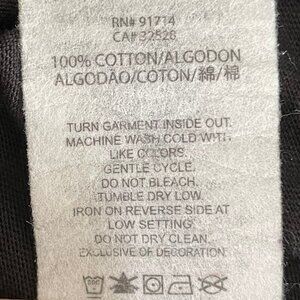 RN# 91714
CA# 32528
100% COTTON/ALGODON
ALGODÃO/COTON/綿/棉
TURN GARMENT INSIDE OUT.
MACHINE WASH COLD WITH
LIKE COLORS.
GENTLE CYCLE.
DO NOT BLEACH.
TUMBLE DRY LOW.
IRON ON REVERSE SIDE AT
LOW SETTING.
DO NOT DRY CLEAN.
EXCLUSIVE OF DECORATION.